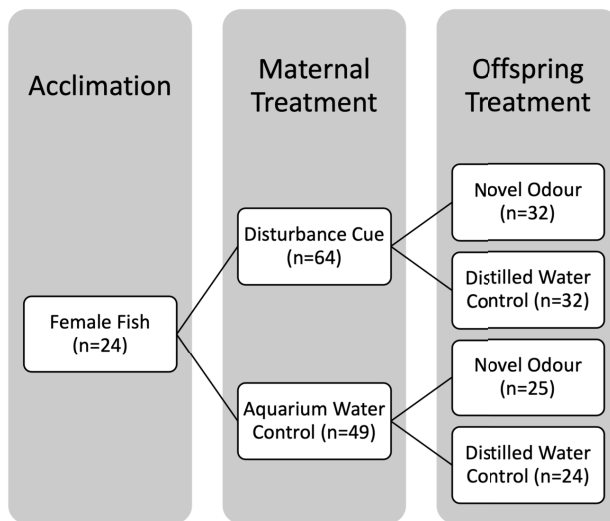 Acclimation
Maternal
Treatment
Offspring
Treatment
Female Fish
(n=24)
Disturbance Cue
(n=64)
Aquarium Water
Control (n=49)
Novel Odour
(n=32)
Distilled Water
Control (n=32)
Novel Odour
(n=25)
Distilled Water
Control (n=24)